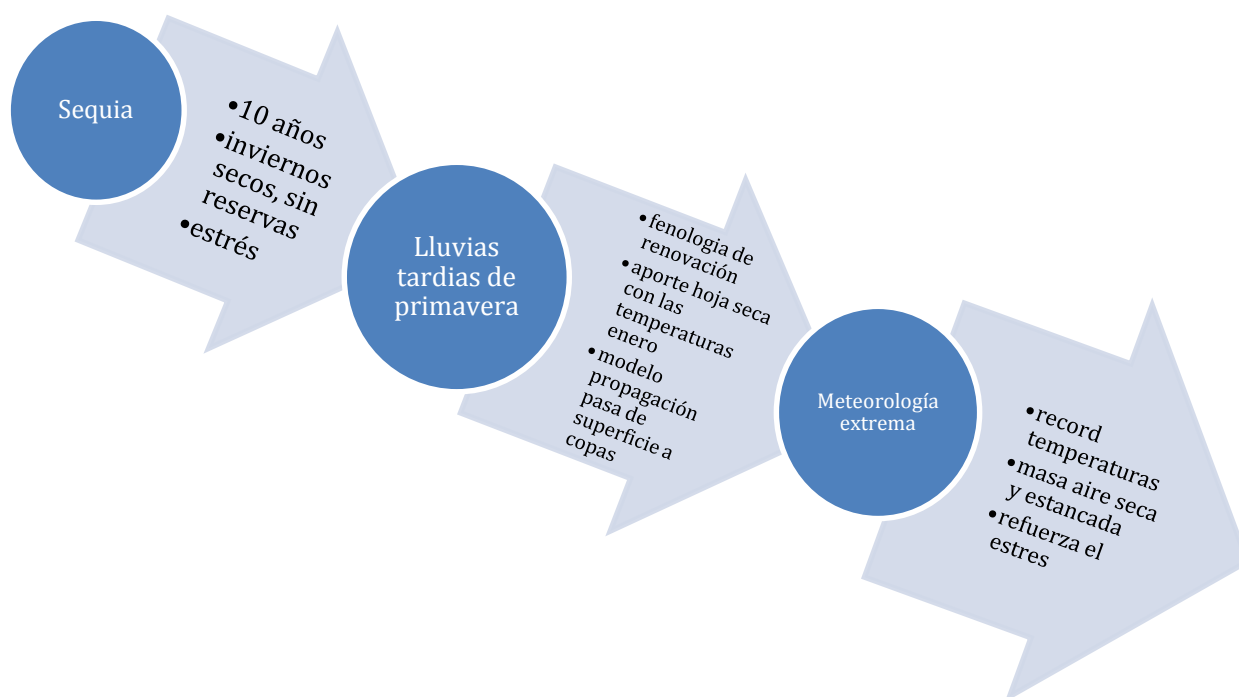 Sequia
•10 años
•inviernos
secos, sin
reservas
•estrés
Lluvias
tardias de
primavera
•fenologia de
renovación
•aporte hoja seca
con las
temperaturas
enero
•modelo
propagación
pasa de
superficie a
copas
Meteorología
extrema
•record
temperaturas
•masa aire seca
y estancada
•refuerza el
estres